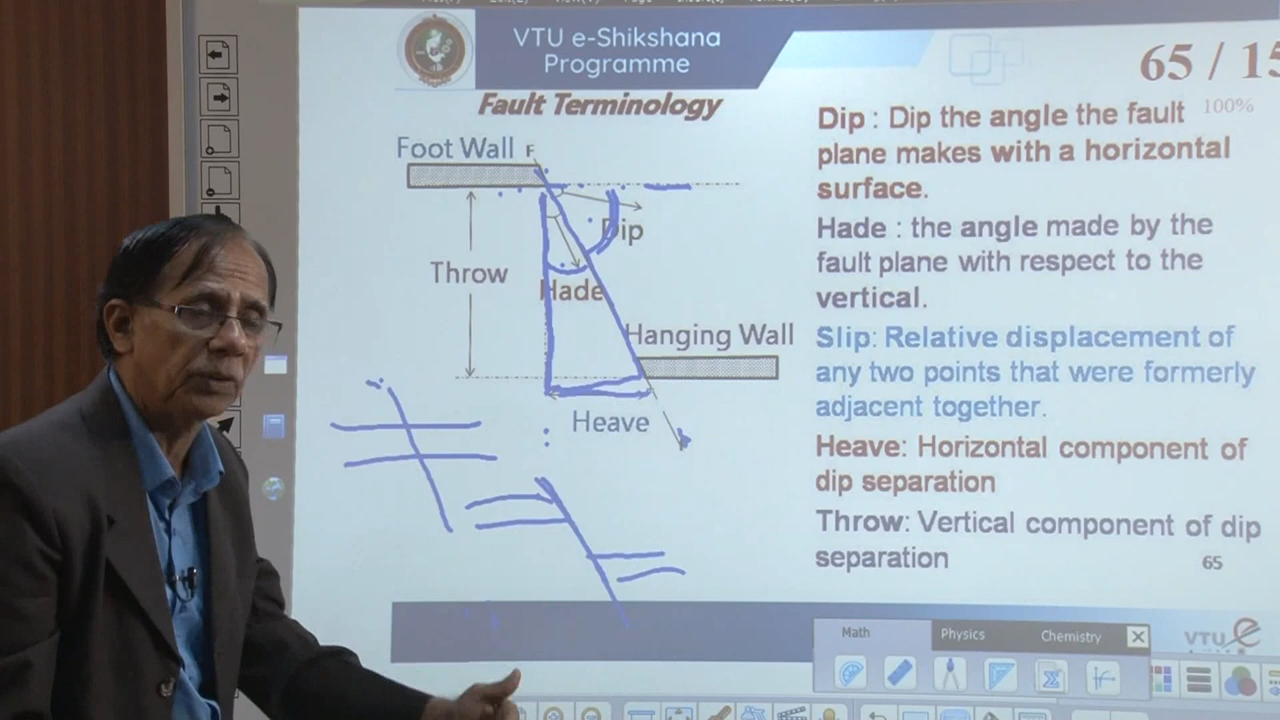 VTU e-Shikshana
Programme
65 / 15
100%
Fault Terminology
Foot Wall F
Dip
Throw
Hade
Hanging Wall
Heave
Dip : Dip the angle the fault
plane makes with a horizontal
surface.
Hade : the angle made by the
fault plane with respect to the
vertical.
Slip: Relative displacement of
any two points that were formerly
adjacent together.
Heave: Horizontal component of
dip separation
Throw: Vertical component of dip
separation
65
Math
Physics
Chemistry
VTU e